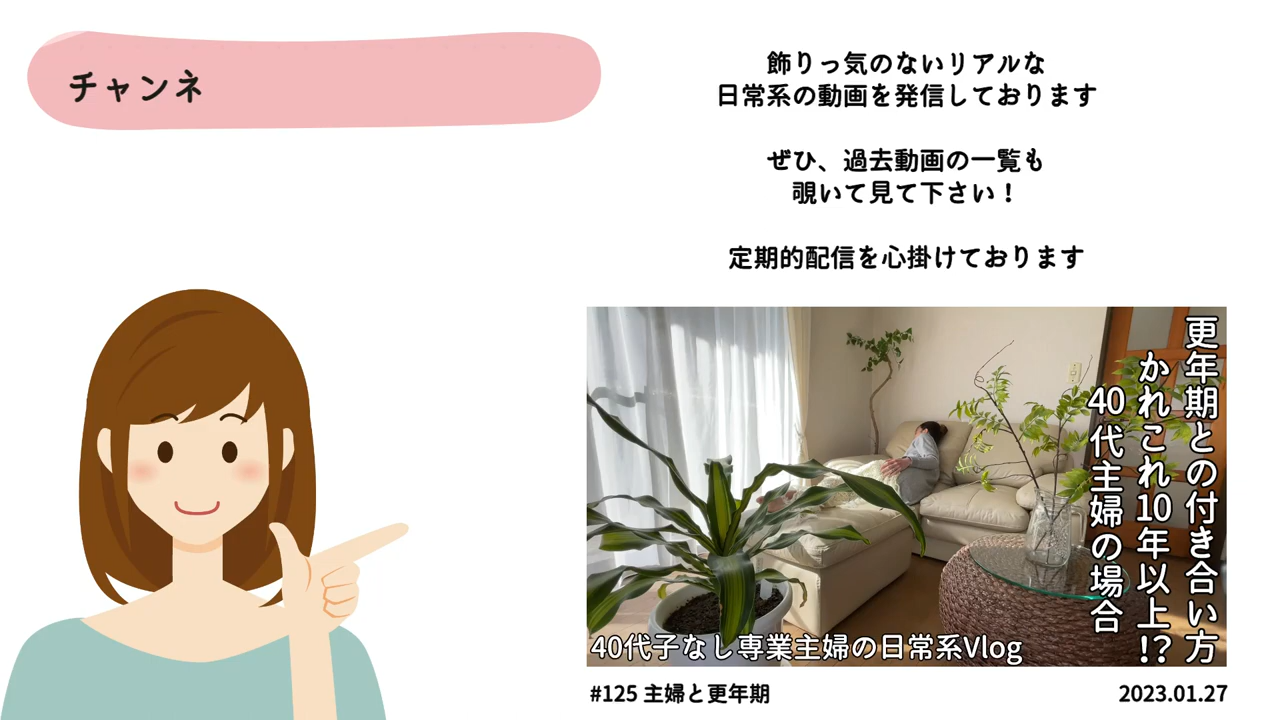 チャンネ
飾りっ気のないリアルな
日常系の動画を発信しております
ぜひ、過去動画の一覧も
覗いて見て下さい！
定期的配信を心掛けております
更年期との付き合い方
かれこれ10年以上!?
40代主婦の場合
40代子なし専業主婦の日常系Vlog
#125 主婦と更年期
2023.01.27